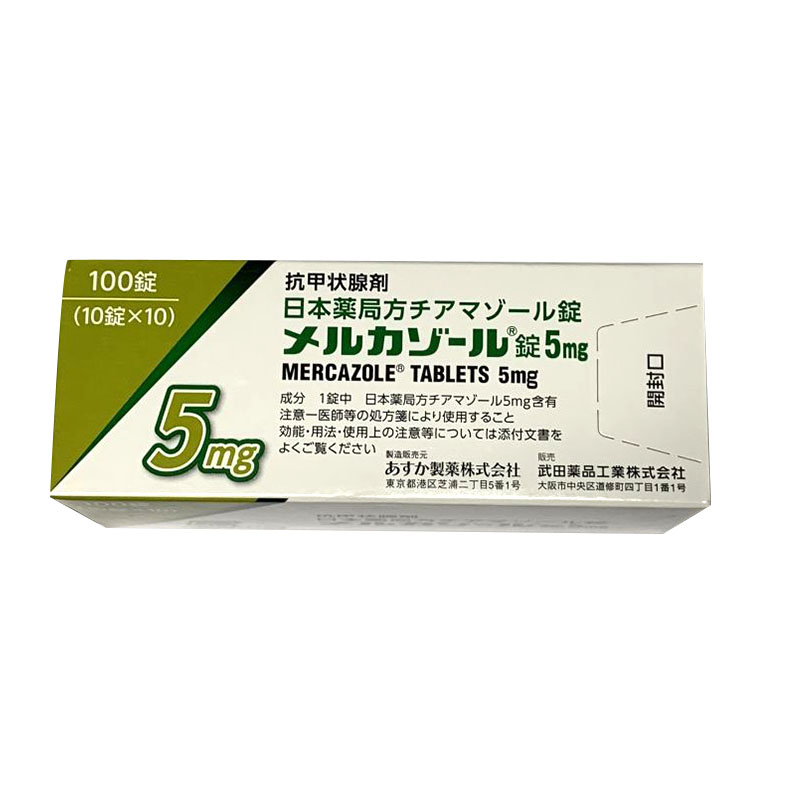 100錠
(10錠×10)
5mg
抗甲状腺剤
日本薬局方チアマゾール錠
メルカゾール®錠5mg
MERCAZOLE® TABLETS 5mg
成分 1錠中 日本薬局方チアマゾール5mg含有
注意-医師等の処方箋により使用すること
効能・用法・使用上の注意等については添付文書を
よくご覧ください
製造販売元
あすか製薬株式会社
東京都港区芝浦二丁目5番1号
販売
武田薬品工業株式会社
大阪市中央区道修町四丁目1番1号
開封口